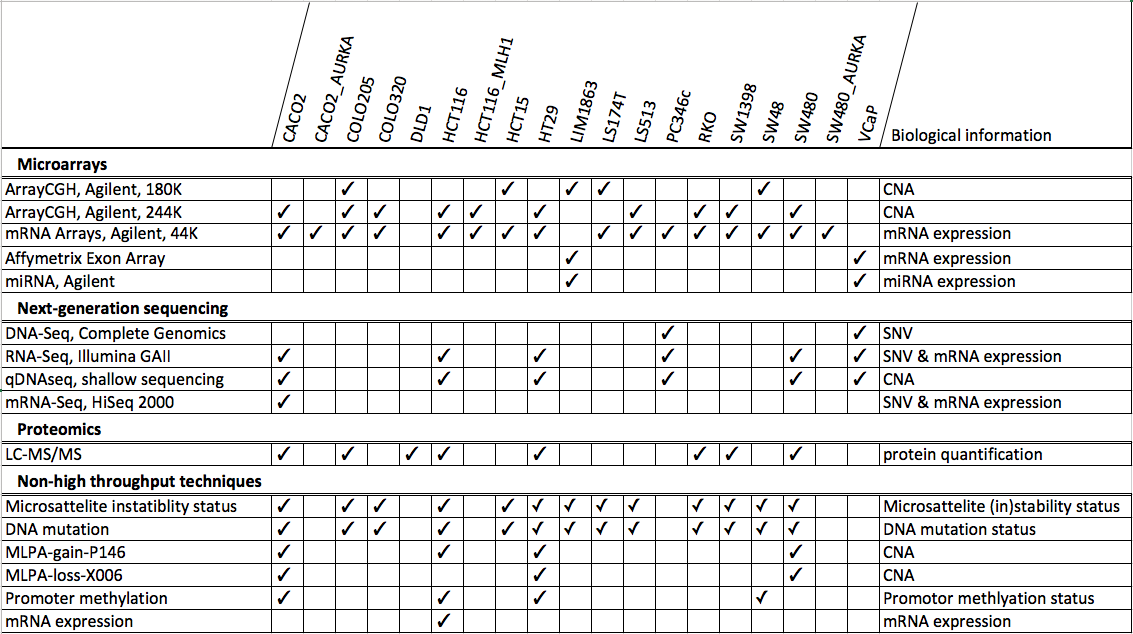 CACO2 CACO2_AURKA COLO205 COLO320 DLD1 HCT116 HCT116_MLH1 HCT15 HT29 LIM1863 LS174T LS513 PC346c RKO SW1398 SW48 SW480 SW480_AURKA VCaP Biological information
Microarrays
ArrayCGH, Agilent, 180K CNA
ArrayCGH, Agilent, 244K CNA
mRNA Arrays, Agilent, 44K mRNA expression
Affymetrix Exon Array mRNA expression
miRNA, Agilent miRNA expression
Next-generation sequencing
DNA-Seq, Complete Genomics SNV
RNA-Seq, Illumina GAII SNV & mRNA expression
qDNAseq, shallow sequencing CNA
mRNA-Seq, HiSeq 2000 SNV & mRNA expression
Proteomics
LC-MS/MS protein quantification
Non-high throughput techniques
Microsattelite instatiblity status Microsattelite (in)stability status
DNA mutation DNA mutation status
MLPA-gain-P146 CNA
MLPA-loss-X006 CNA
Promoter methylation Promotor methlyation status
mRNA expression mRNA expression